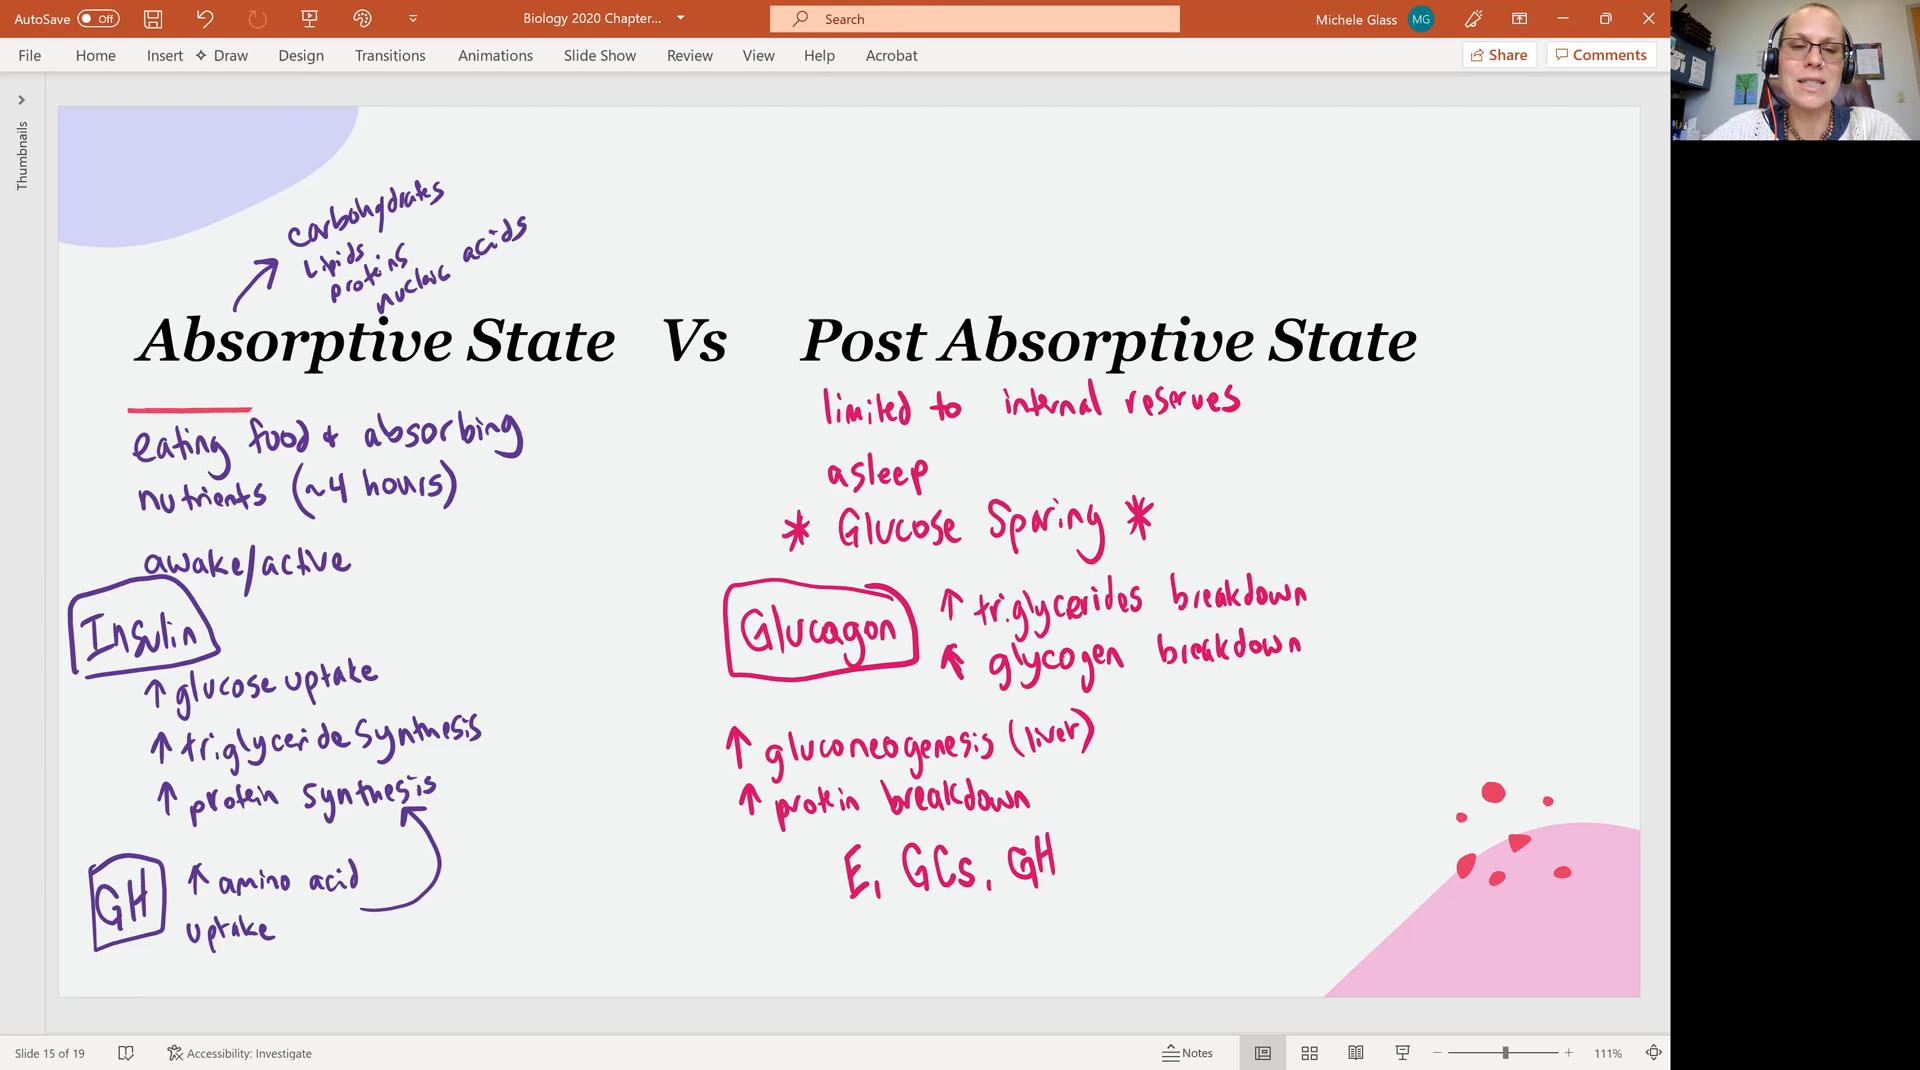 AutoSave Off
Biology 2020 Chapter...
Search
Michele Glass MG
File Home Insert Draw Design Transitions Animations Slide Show Review View Help Acrobat
Share Comments
Thumbnails
carbohydrates
Lipids
proteins
nucleic acids
Absorptive State Vs Post Absorptive State
eating food + absorbing
nutrients (~4 hours)
awake/active
Insulin
↑ glucose uptake
↑ triglyceride synthesis
↑ protein synthesis
GH ↑ amino acid
uptake
limited to internal reserves
asleep
* Glucose Sparing *
Glucagon ↑ triglycerides breakdown
↑ glycogen breakdown
↑ gluconeogenesis (liver)
↑ protein breakdown
E, GCs, GH
Slide 15 of 19 Accessibility: Investigate Notes 111%